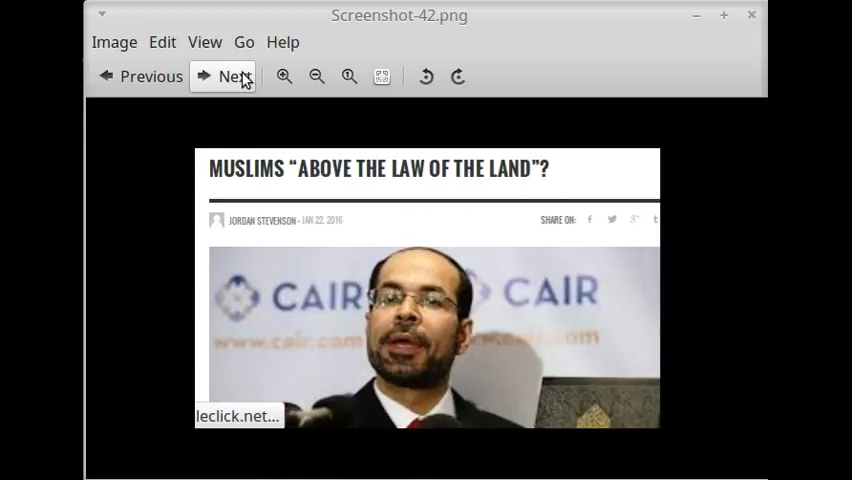 Screenshot-42.png
Image Edit View Go Help
Previous Next
MUSLIMS “ABOVE THE LAW OF THE LAND”?
JORDAN STEVENSON - JAN 22, 2016 SHARE ON:
CAIR CAIR
www.cair.com
leclick.net...